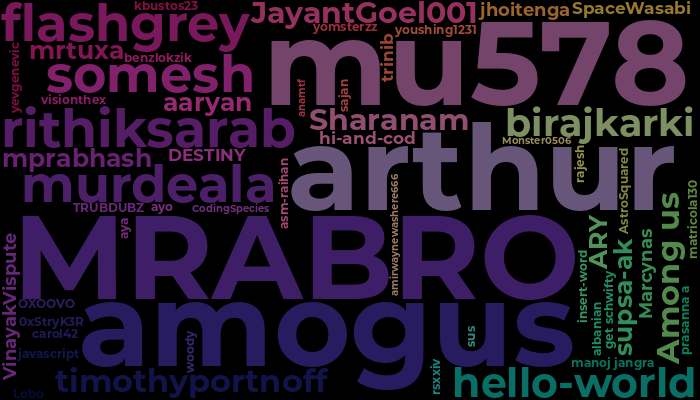 kbustos23
flashgrey
JayantGoel001
jhoitenga
SpaceWasabi
yomsterzz
youshing1231
mrtuxa
benzlokzik
trinib
mu578
yevgenevic
somesh
visionthex
aaryan
anamtf
sajan
Sharanam
birajkarki
rithiksarab
hi-and-cod
Monster0506
mprabhash
DESTINY
arthur
rajesh
AstroSquared
asm-raihan
murdeala
matricola130
TRUBDUBZ
ayo
CodingSpecies
amirwaynewashere666
aya
MRABRO
ARY
Among us
VinayakVispute
supsa-ak
Marcynas
insert-word
OXOOVO
amogus
albanian
get schwifty
prasanna a
0xStryK3R
carol42
sus
woody
javascript
manoj jangra
rsxxiv
timothyportnoff
hello-world
Lobo